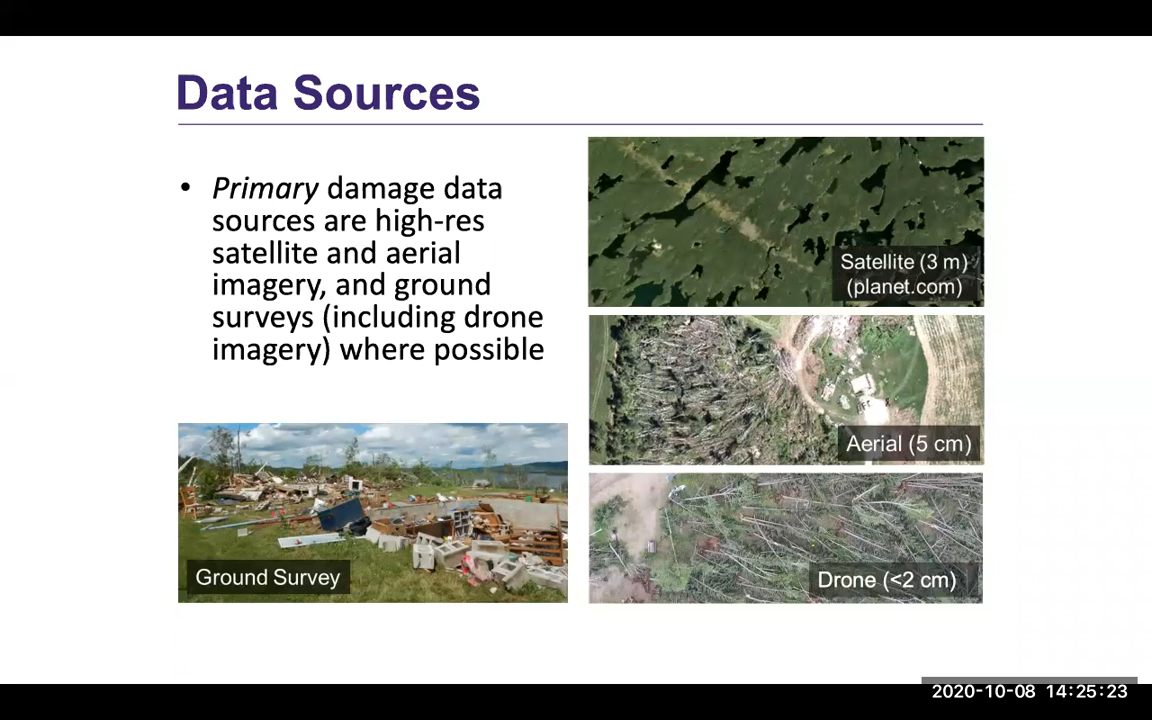 Data Sources
• Primary damage data
sources are high-res
satellite and aerial
imagery, and ground
surveys (including drone
imagery) where possible
Satellite (3 m)
(planet.com)
Aerial (5 cm)
Ground Survey
Drone (<2 cm)
2020-10-08 14:25:23